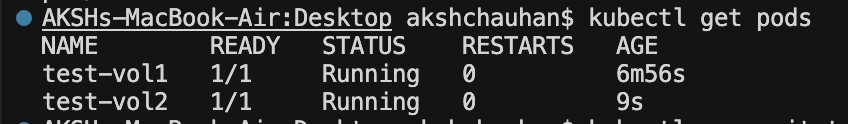 AKSHs-MacBook-Air:Desktop akshchauhan$ kubectl get pods
NAME READY STATUS RESTARTS AGE
test-vol1 1/1 Running 0 6m56s
test-vol2 1/1 Running 0 9s